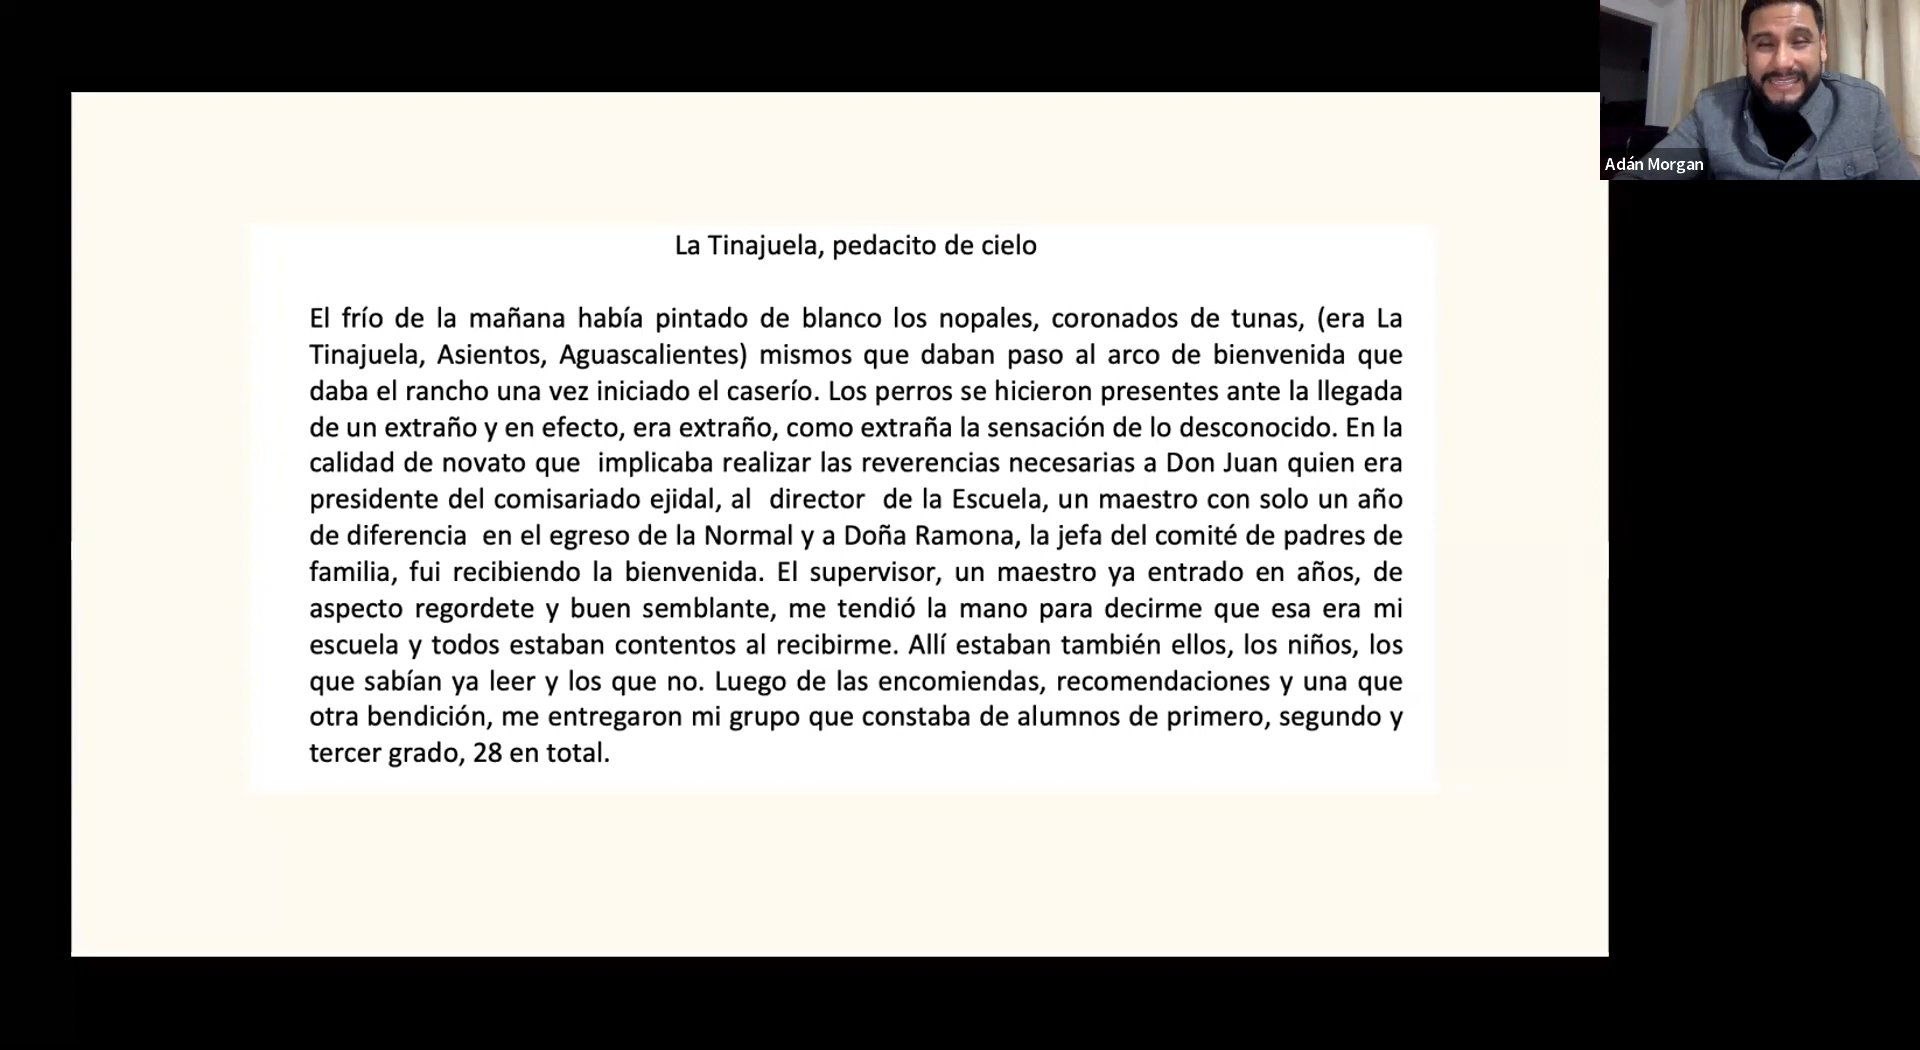 La Tinajuela, pedacito de cielo
El frío de la mañana había pintado de blanco los nopales, coronados de tunas, (era La
Tinajuela, Asientos, Aguascalientes) mismos que daban paso al arco de bienvenida que
daba el rancho una vez iniciado el caserío. Los perros se hicieron presentes ante la llegada
de un extraño y en efecto, era extraño, como extraña la sensación de lo desconocido. En la
calidad de novato que  implicaba realizar las reverencias necesarias a Don Juan quien era
presidente del comisariado ejidal, al  director  de la Escuela, un maestro con solo un año
de diferencia  en el egreso de la Normal y a Doña Ramona, la jefa del comité de padres de
familia, fui recibiendo la bienvenida. El supervisor, un maestro ya entrado en años, de
aspecto regordete y buen semblante, me tendió la mano para decirme que esa era mi
escuela y todos estaban contentos al recibirme. Allí estaban también ellos, los niños, los
que sabían ya leer y los que no. Luego de las encomiendas, recomendaciones y una que
otra bendición, me entregaron mi grupo que constaba de alumnos de primero, segundo y
tercer grado, 28 en total.
Adán Morgan